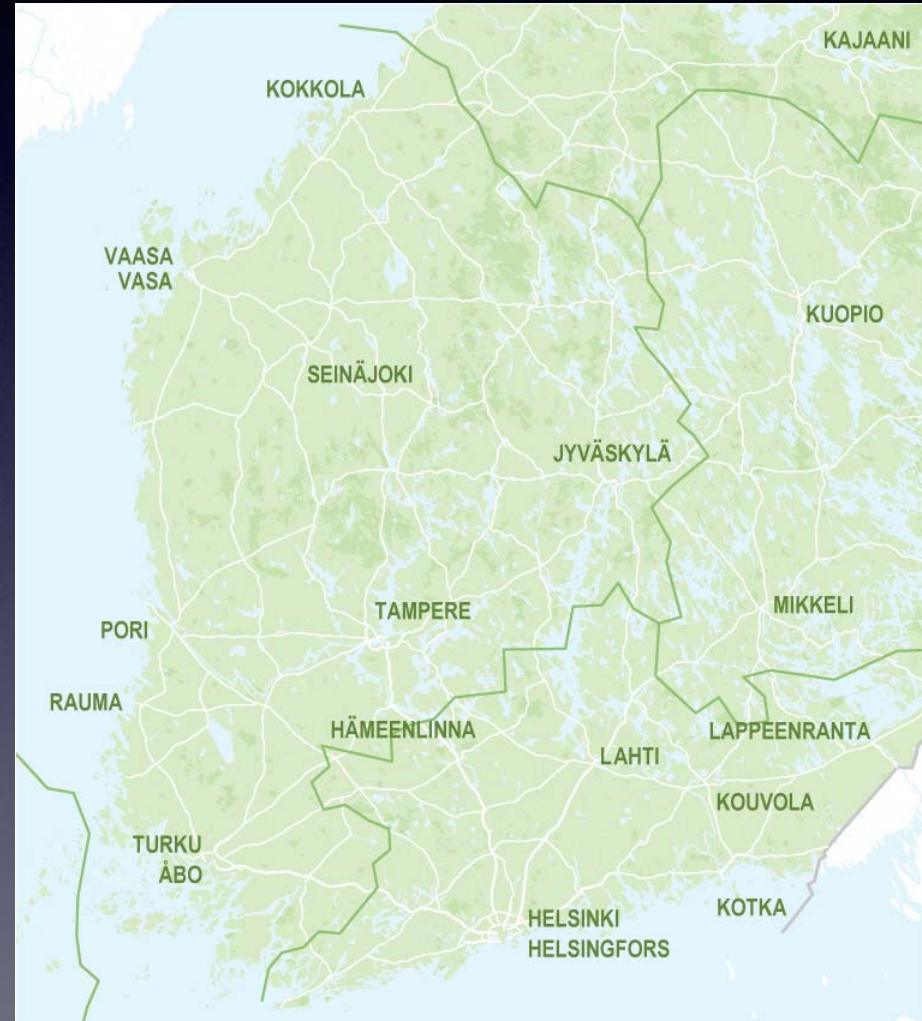 KAJAANI
KOKKOLA
VAASA
VASA
KUOPIO
SEINÄJOKI
JYVÄSKYLÄ
TAMPERE
MIKKELI
PORI
RAUMA
HÄMEENLINNA
LAPPEENRANTA
LAHTI
KOUVOLA
TURKU
ÅBO
KOTKA
HELSINKI
HELSINGFORS